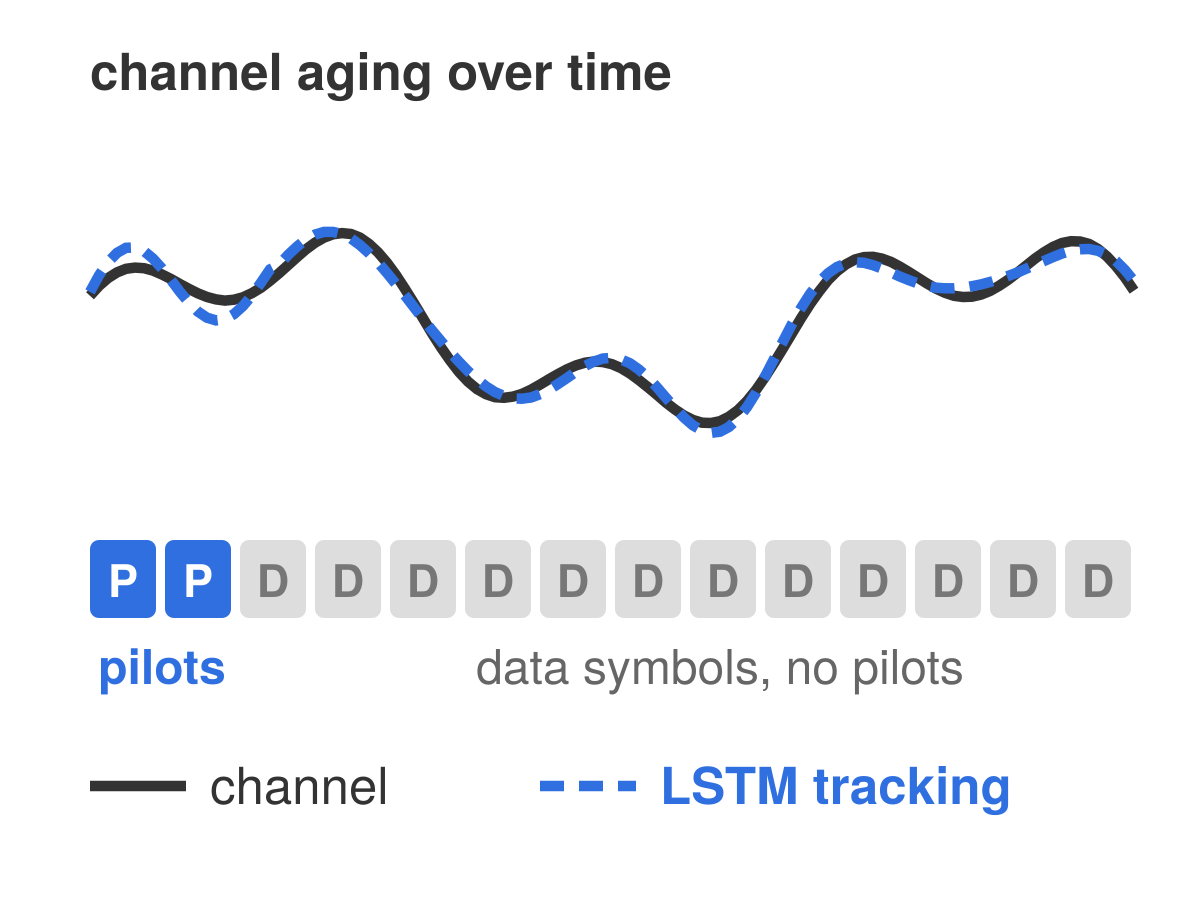 channel aging over time
P P D D D D D D D D D D D D
pilots data symbols, no pilots
channel LSTM tracking